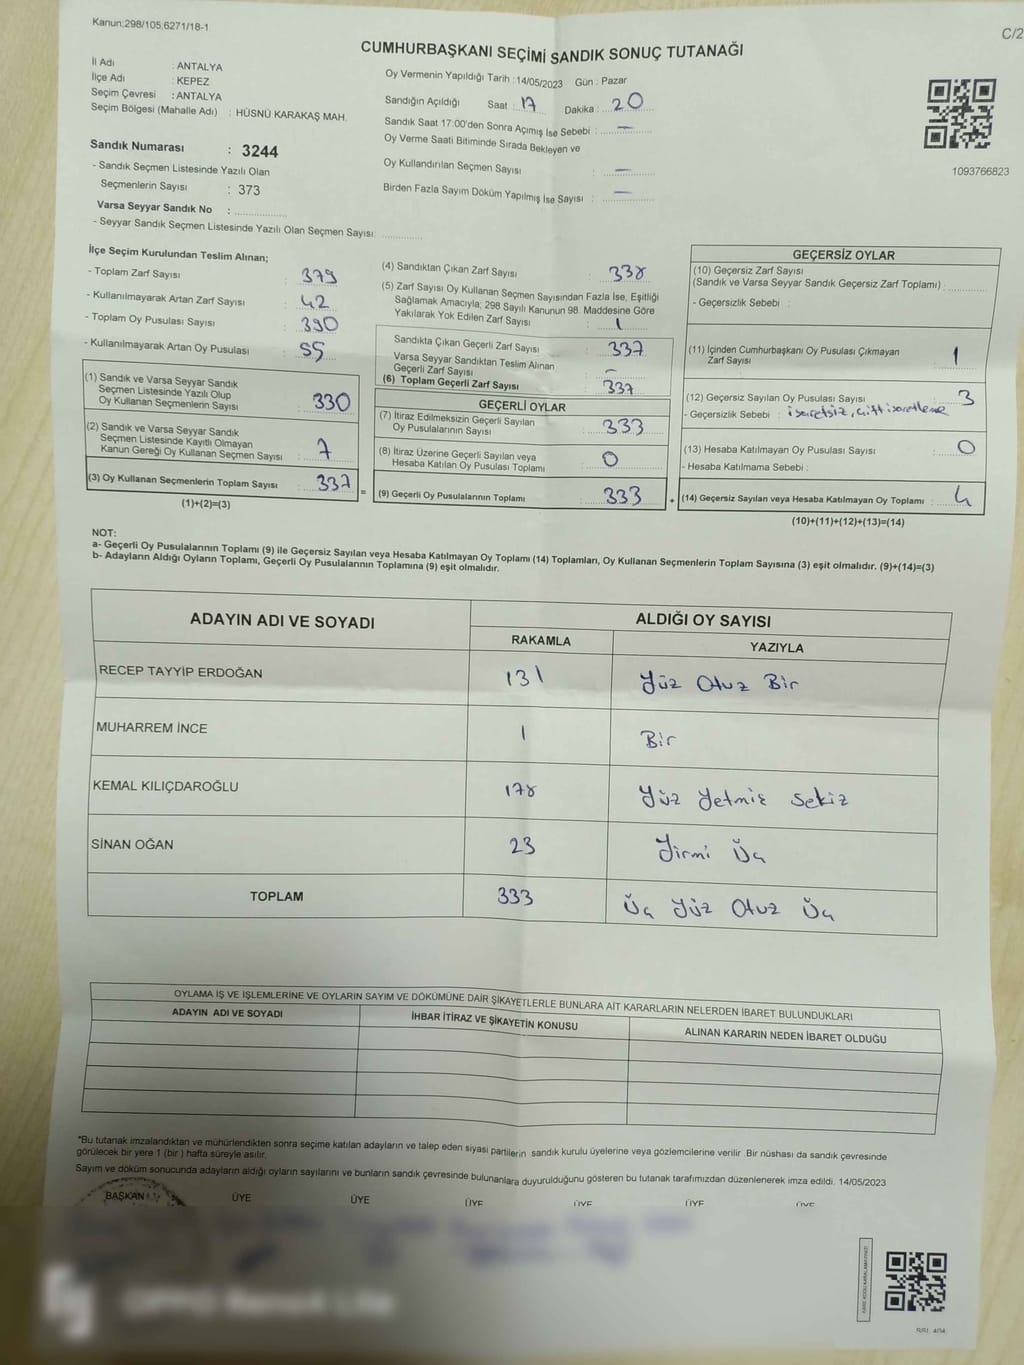 Kanun:298/105,6271/18-1
C/2
CUMHURBAŞKANI SEÇİMİ SANDIK SONUÇ TUTANAĞI
İl Adı : ANTALYA
İlçe Adı : KEPEZ
Seçim Çevresi : ANTALYA
Seçim Bölgesi (Mahalle Adı) : HÜSNÜ KARAKAŞ MAH.
Sandık Numarası : 3244
- Sandık Seçmen Listesinde Yazılı Olan
Seçmenlerin Sayısı : 373
Varsa Seyyar Sandık No : ................
- Seyyar Sandık Seçmen Listesinde Yazılı Olan Seçmen Sayısı: .............
Oy Vermenin Yapıldığı Tarih : 14/05/2023 Gün : Pazar
Sandığın Açıldığı Saat : 17 Dakika : 20
Sandık Saat 17:00'den Sonra Açımış İse Sebebi : —
Oy Verme Saati Bitiminde Sırada Bekleyen ve
Oy Kullandırılan Seçmen Sayısı : —
Birden Fazla Sayım Döküm Yapılmış İse Sayısı : —
1093766823
İlçe Seçim Kurulundan Teslim Alınan;
- Toplam Zarf Sayısı : 379
- Kullanılmayarak Artan Zarf Sayısı : 42
- Toplam Oy Pusulası Sayısı : 390
- Kullanılmayarak Artan Oy Pusulası : 55
(1) Sandık ve Varsa Seyyar Sandık
Seçmen Listesinde Yazılı Olup
Oy Kullanan Seçmenlerin Sayısı : 330
(2) Sandık ve Varsa Seyyar Sandık
Seçmen Listesinde Kayıtlı Olmayan
Kanun Gereği Oy Kullanan Seçmen Sayısı : 7
(3) Oy Kullanan Seçmenlerin Toplam Sayısı : 337
(1)+(2)=(3)
=
(4) Sandıktan Çıkan Zarf Sayısı : 338
(5) Zarf Sayısı Oy Kullanan Seçmen Sayısından Fazla İse, Eşitliği
Sağlamak Amacıyla; 298 Sayılı Kanunun 98. Maddesine Göre
Yakılarak Yok Edilen Zarf Sayısı : 1
Sandıkta Çıkan Geçerli Zarf Sayısı : 337
Varsa Seyyar Sandıktan Teslim Alınan
Geçerli Zarf Sayısı : —
(6) Toplam Geçerli Zarf Sayısı : 337
GEÇERLİ OYLAR
(7) İtiraz Edilmeksizin Geçerli Sayılan
Oy Pusulalarının Sayısı : 333
(8) İtiraz Üzerine Geçerli Sayılan veya
Hesaba Katılan Oy Pusulası Toplamı : 0
(9) Geçerli Oy Pusulalarının Toplamı : 333
+
GEÇERSİZ OYLAR
(10) Geçersiz Zarf Sayısı
(Sandık ve Varsa Seyyar Sandık Geçersiz Zarf Toplamı) : .............
- Geçersizlik Sebebi :
(11) İçinden Cumhurbaşkanı Oy Pusulası Çıkmayan
Zarf Sayısı : 1
(12) Geçersiz Sayılan Oy Pusulası Sayısı : 3
- Geçersizlik Sebebi : işaretsiz, çift işaretleme
(13) Hesaba Katılmayan Oy Pusulası Sayısı : 0
- Hesaba Katılmama Sebebi :
(14) Geçersiz Sayılan veya Hesaba Katılmayan Oy Toplamı : 4
(10)+(11)+(12)+(13)=(14)
NOT:
a- Geçerli Oy Pusulalarının Toplamı (9) ile Geçersiz Sayılan veya Hesaba Katılmayan Oy Toplamı (14) Toplamları, Oy Kullanan Seçmenlerin Toplam Sayısına (3) eşit olmalıdır. (9)+(14)=(3)
b- Adayların Aldığı Oyların Toplamı, Geçerli Oy Pusulalarının Toplamına (9) eşit olmalıdır.
ADAYIN ADI VE SOYADI ALDIĞI OY SAYISI
RAKAMLA YAZIYLA
RECEP TAYYİP ERDOĞAN 131 Yüz Otuz Bir
MUHARREM İNCE 1 Bir
KEMAL KILIÇDAROĞLU 178 Yüz Yetmiş Sekiz
SİNAN OĞAN 23 Yirmi Üç
TOPLAM 333 Üç Yüz Otuz Üç
OYLAMA İŞ VE İŞLEMLERİNE VE OYLARIN SAYIM VE DÖKÜMÜNE DAİR ŞİKAYETLERLE BUNLARA AİT KARARLARIN NELERDEN İBARET BULUNDUKLARI
ADAYIN ADI VE SOYADI İHBAR İTİRAZ VE ŞİKAYETİN KONUSU ALINAN KARARIN NEDEN İBARET OLDUĞU
*Bu tutanak imzalandıktan ve mühürlendikten sonra seçime katılan adayların ve talep eden siyasi partilerin sandık kurulu üyelerine veya gözlemcilerine verilir. Bir nüshası da sandık çevresinde
görülecek bir yere 1 (bir) hafta süreyle asılır.
Sayım ve döküm sonucunda adayların aldığı oyların sayılarını ve bunların sandık çevresinde bulunanlara duyurulduğunu gösteren bu tutanak tarafımızdan düzenlenerek imza edildi. 14/05/2023
BAŞKAN ÜYE ÜYE ÜYE ÜYE ÜYE ÜYE